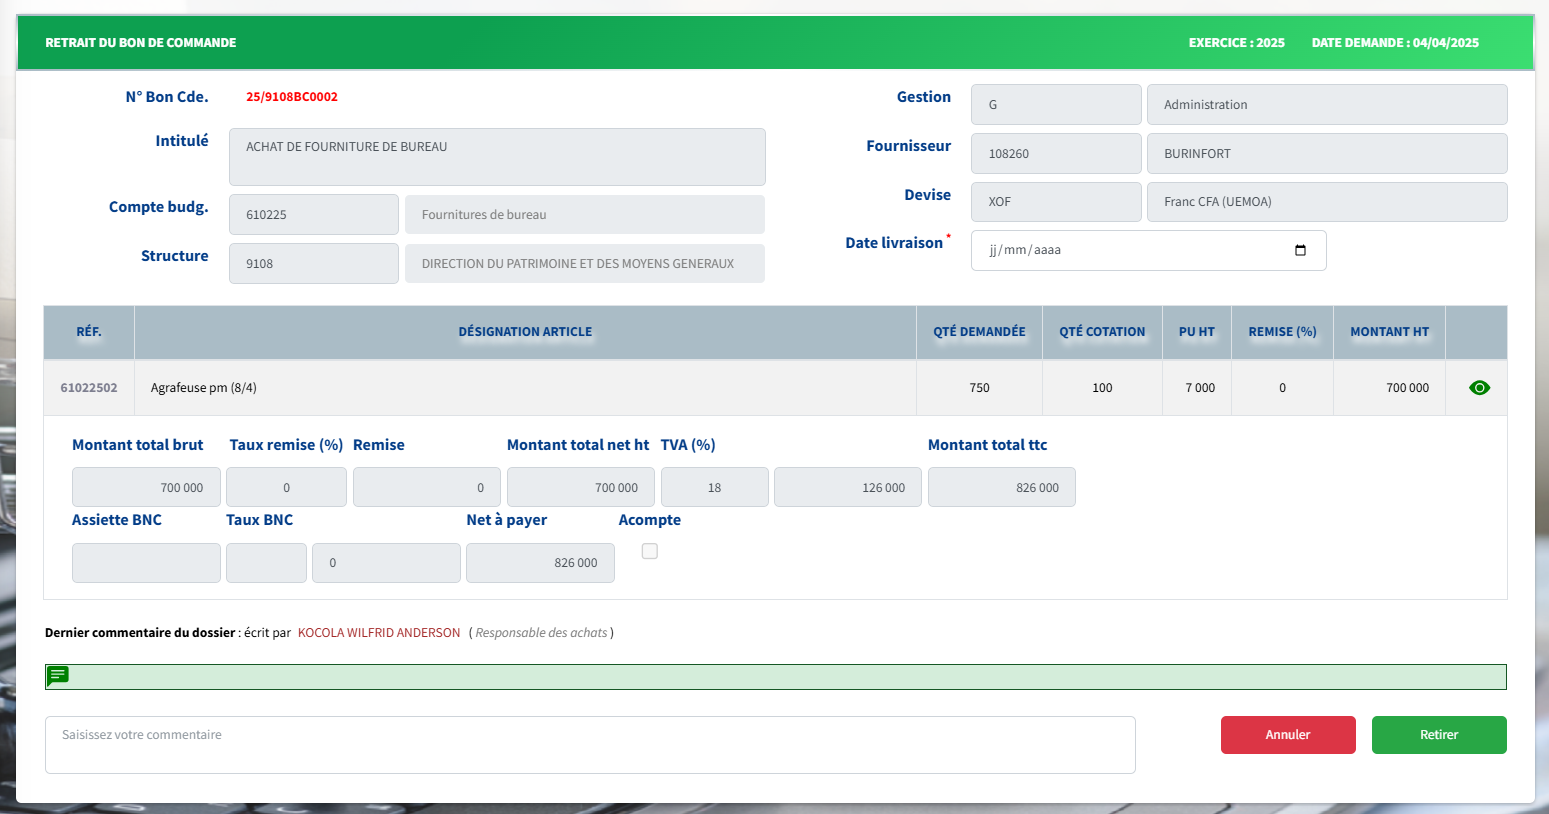 RETRAIT DU BON DE COMMANDE EXERCICE : 2025 DATE DEMANDE : 04/04/2025
N° Bon Cde. 25/9108BC0002
Intitulé ACHAT DE FOURNITURE DE BUREAU
Compte budg. 610225 Fournitures de bureau
Structure 9108 DIRECTION DU PATRIMOINE ET DES MOYENS GENERAUX
Gestion G Administration
Fournisseur 108260 BURINFORT
Devise XOF Franc CFA (UEMOA)
Date livraison * jj/mm/aaaa
RÉF. DÉSIGNATION ARTICLE QTÉ DEMANDÉE QTÉ COTATION PU HT REMISE (%) MONTANT HT
61022502 Agrafeuse pm (8/4) 750 100 7 000 0 700 000
Montant total brut Taux remise (%) Remise Montant total net ht TVA (%) Montant total ttc
700 000 0 0 700 000 18 126 000 826 000
Assiette BNC Taux BNC Net à payer Acompte
0 826 000
Dernier commentaire du dossier : écrit par KOCOLA WILFRID ANDERSON ( Responsable des achats )
Saisissez votre commentaire
Annuler Retirer